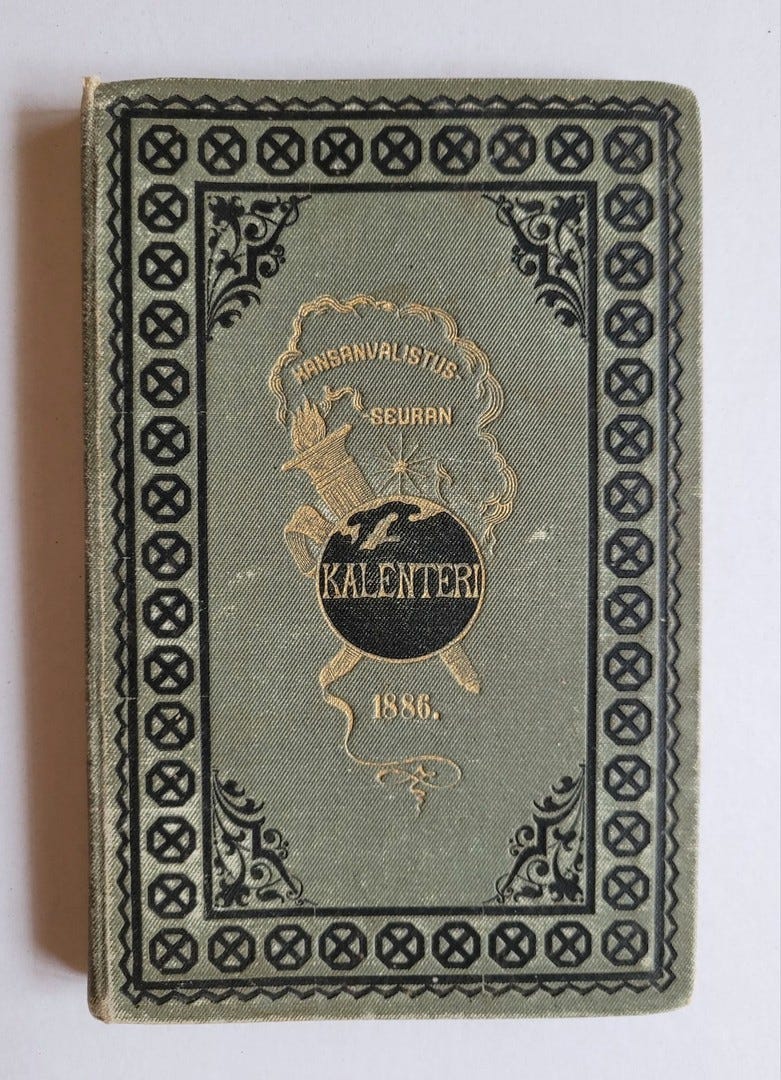 KANSANVALISTUS-
SEURAN
KALENTERI
1886.